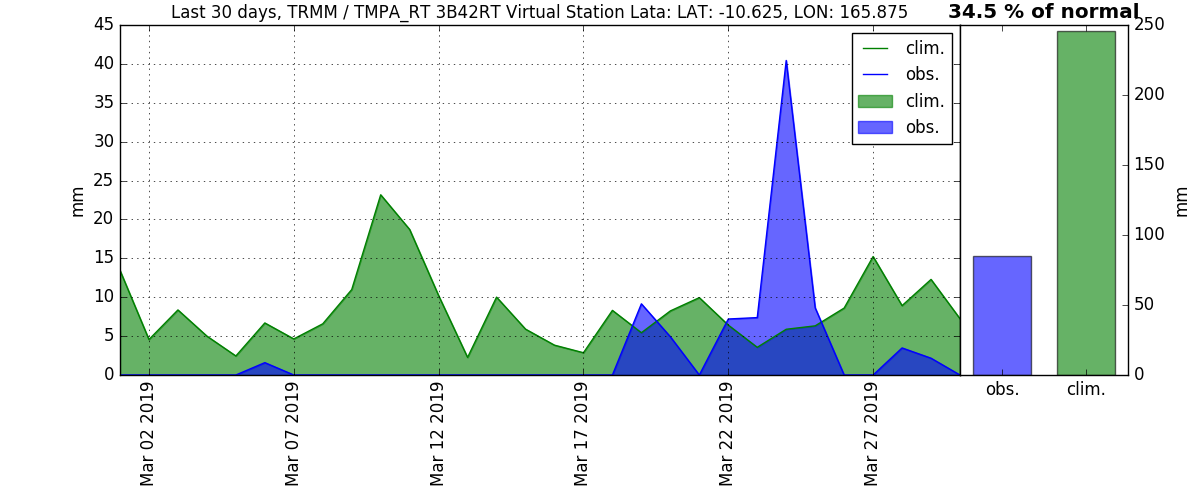 Last 30 days, TRMM / TMPA_RT 3B42RT Virtual Station Lata: LAT: -10.625, LON: 165.875
34.5 % of normal
45
40
35
30
25
20
15
10
5
0
mm
clim.
obs.
clim.
obs.
Mar 02 2019
Mar 07 2019
Mar 12 2019
Mar 17 2019
Mar 22 2019
Mar 27 2019
250
200
150
100
50
0
mm
obs.
clim.